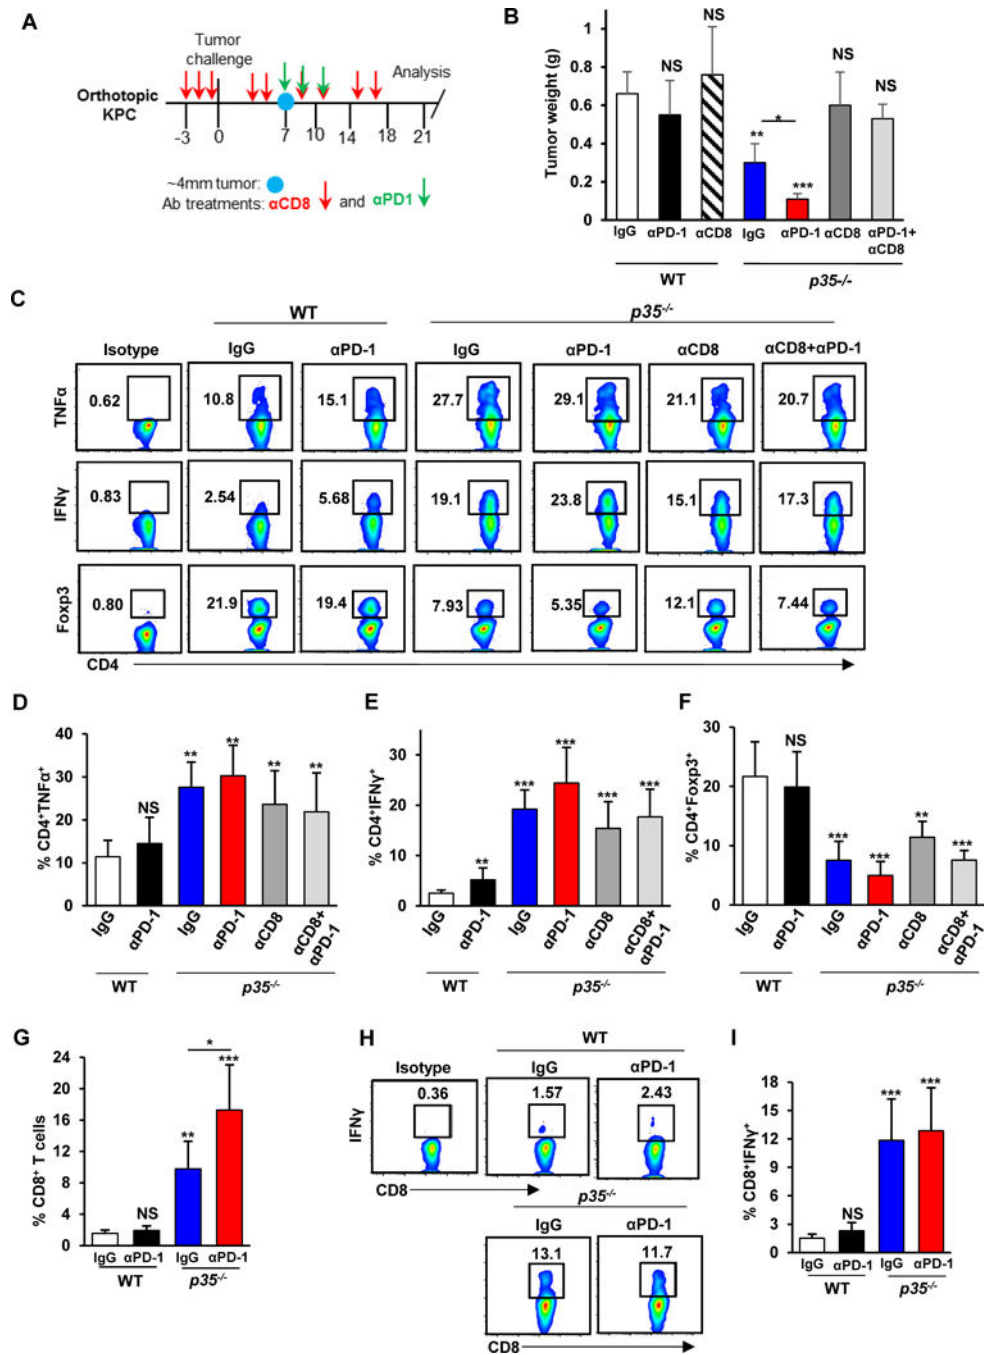 A
Tumor
challenge
Analysis
Orthotopic
KPC
-3 0 7 10 14 18 21
~4mm tumor:
Ab treatments: αCD8 and αPD1
B
Tumor weight (g)
1
0.8
0.6
0.4
0.2
0
NS NS ** * *** NS NS
IgG αPD-1 αCD8 IgG αPD-1 αCD8 αPD-1+
αCD8
WT p35-/-
C
WT p35-/-
Isotype IgG αPD-1 IgG αPD-1 αCD8 αCD8+αPD-1
TNFα
0.62 10.8 15.1 27.7 29.1 21.1 20.7
IFNγ
0.83 2.54 5.68 19.1 23.8 15.1 17.3
Foxp3
0.80 21.9 19.4 7.93 5.35 12.1 7.44
CD4
D
% CD4+TNFα+
40
30
20
10
0
NS ** ** ** **
IgG αPD-1 IgG αPD-1 αCD8 αCD8+
αPD-1
WT p35-/-
E
% CD4+IFNγ+
30
20
10
0
** *** *** *** ***
IgG αPD-1 IgG αPD-1 αCD8 αCD8+
αPD-1
WT p35-/-
F
% CD4+Foxp3+
30
20
10
0
NS *** *** ** ***
IgG αPD-1 IgG αPD-1 αCD8 αCD8+
αPD-1
WT p35-/-
G
% CD8+ T cells
24
20
16
12
8
4
0
NS ** * ***
IgG αPD-1 IgG αPD-1
WT p35-/-
H
WT
Isotype IgG αPD-1
IFNγ
0.36 1.57 2.43
CD8
p35-/-
IgG αPD-1
13.1 11.7
CD8
I
% CD8+IFNγ+
18
15
12
9
6
3
0
NS *** ***
IgG αPD-1 IgG αPD-1
WT p35-/-